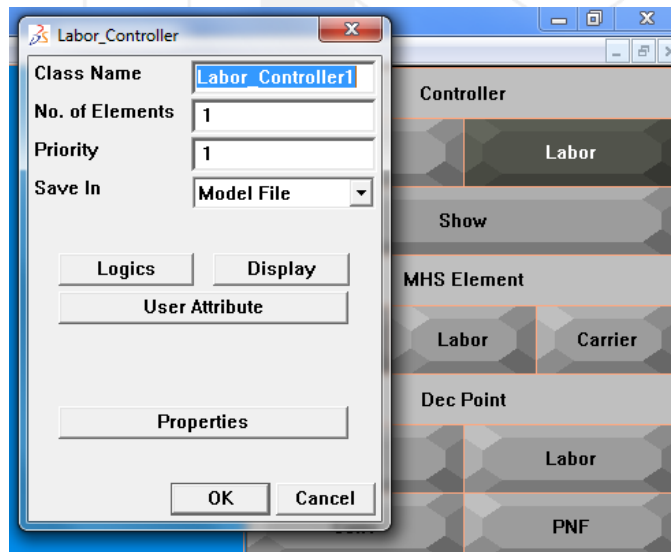 Labor_Controller
Class Name
Labor_Controller1
No. of Elements
1
Priority
1
Save In
Model File
Logics
Display
User Attribute
Properties
OK
Cancel
Controller
Labor
Show
MHS Element
Labor
Carrier
Dec Point
Labor
PNF